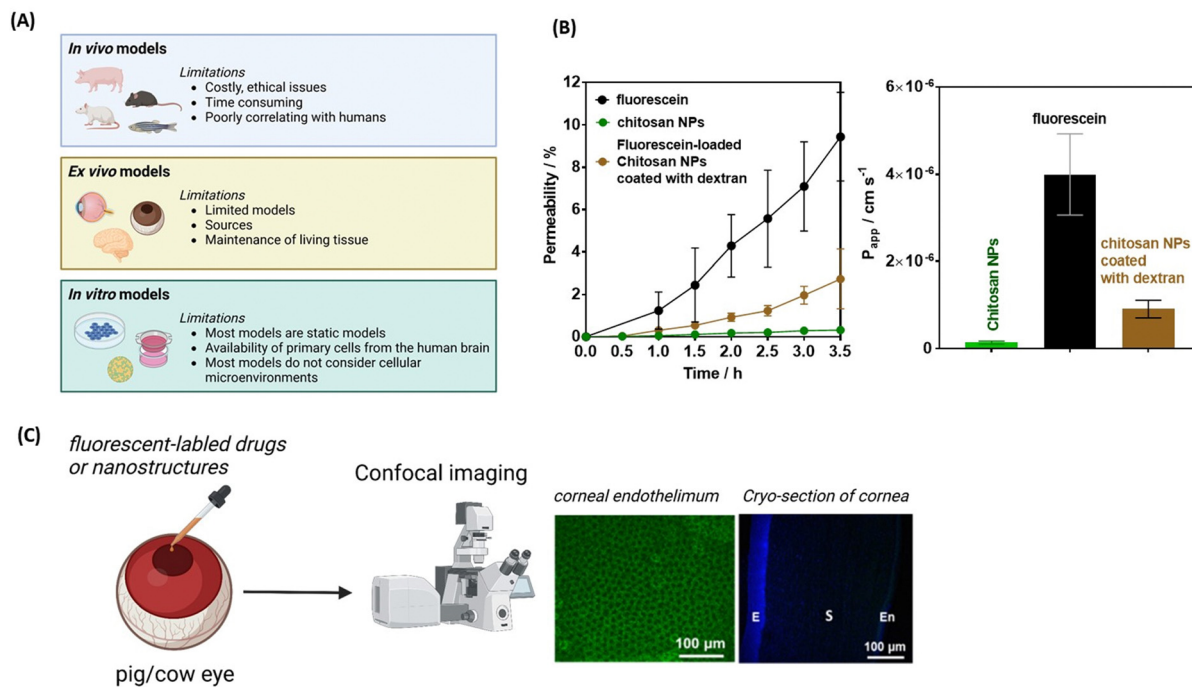 (A)
In vivo models
Limitations
• Costly, ethical issues
• Time consuming
• Poorly correlating with humans
Ex vivo models
Limitations
• Limited models
• Sources
• Maintenance of living tissue
In vitro models
Limitations
• Most models are static models
• Availability of primary cells from the human brain
• Most models do not consider cellular
microenvironments
(B)
Permeability / %
12
10
8
6
4
2
0
fluorescein
chitosan NPs
Fluorescein-loaded
Chitosan NPs
coated with dextran
0.0 0.5 1.0 1.5 2.0 2.5 3.0 3.5
Time / h
Papp / cm s-1
6×10-6
4×10-6
2×10-6
0
Chitosan NPs
fluorescein
chitosan NPs
coated
with dextran
(C)
fluorescent-labled drugs
or nanostructures
pig/cow eye
Confocal imaging
corneal endothelimum
100 µm
Cryo-section of cornea
E S En
100 µm